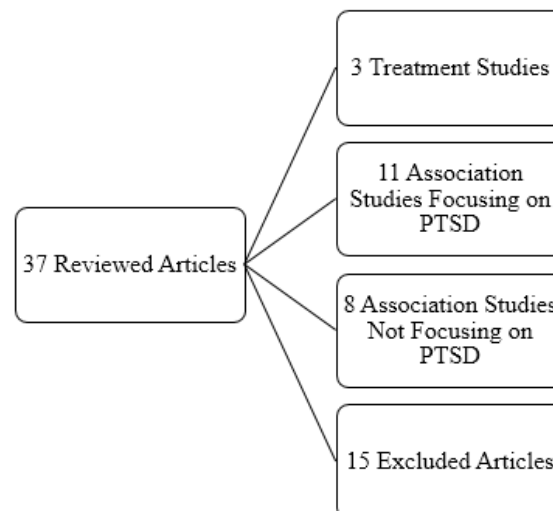 3 Treatment Studies
11 Association
Studies Focusing on
PTSD
37 Reviewed Articles
8 Association Studies
Not Focusing on
PTSD
15 Excluded Articles